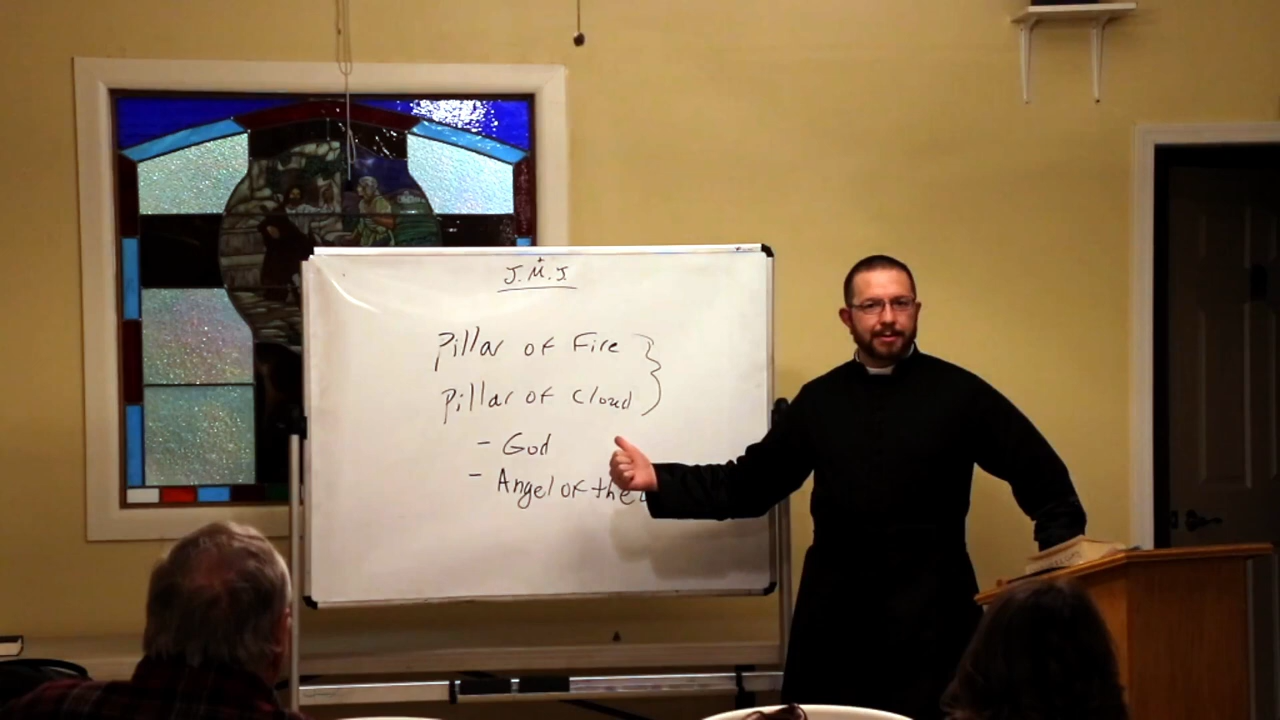 J.M.J.
Pillar of Fire
Pillar of Cloud
- God
- Angel of the